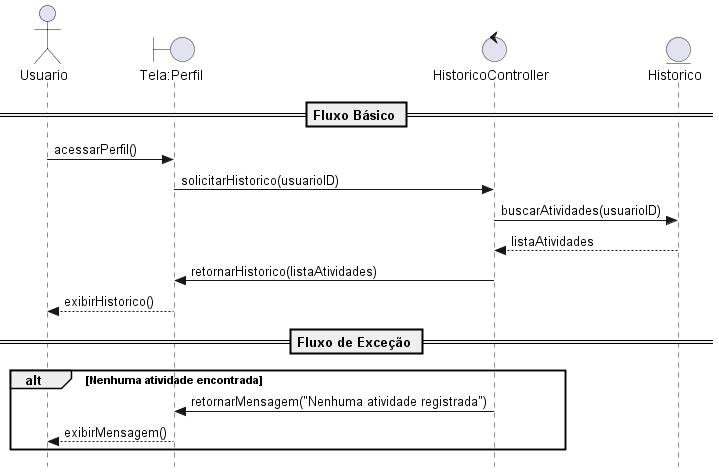 Usuario
Tela:Perfil
HistoricoController
Historico
Fluxo Básico
acessarPerfil()
solicitarHistorico(usuarioID)
buscarAtividades(usuarioID)
listaAtividades
retornarHistorico(listaAtividades)
exibirHistorico()
Fluxo de Exceção
alt [Nenhuma atividade encontrada]
retornarMensagem("Nenhuma atividade registrada")
exibirMensagem()